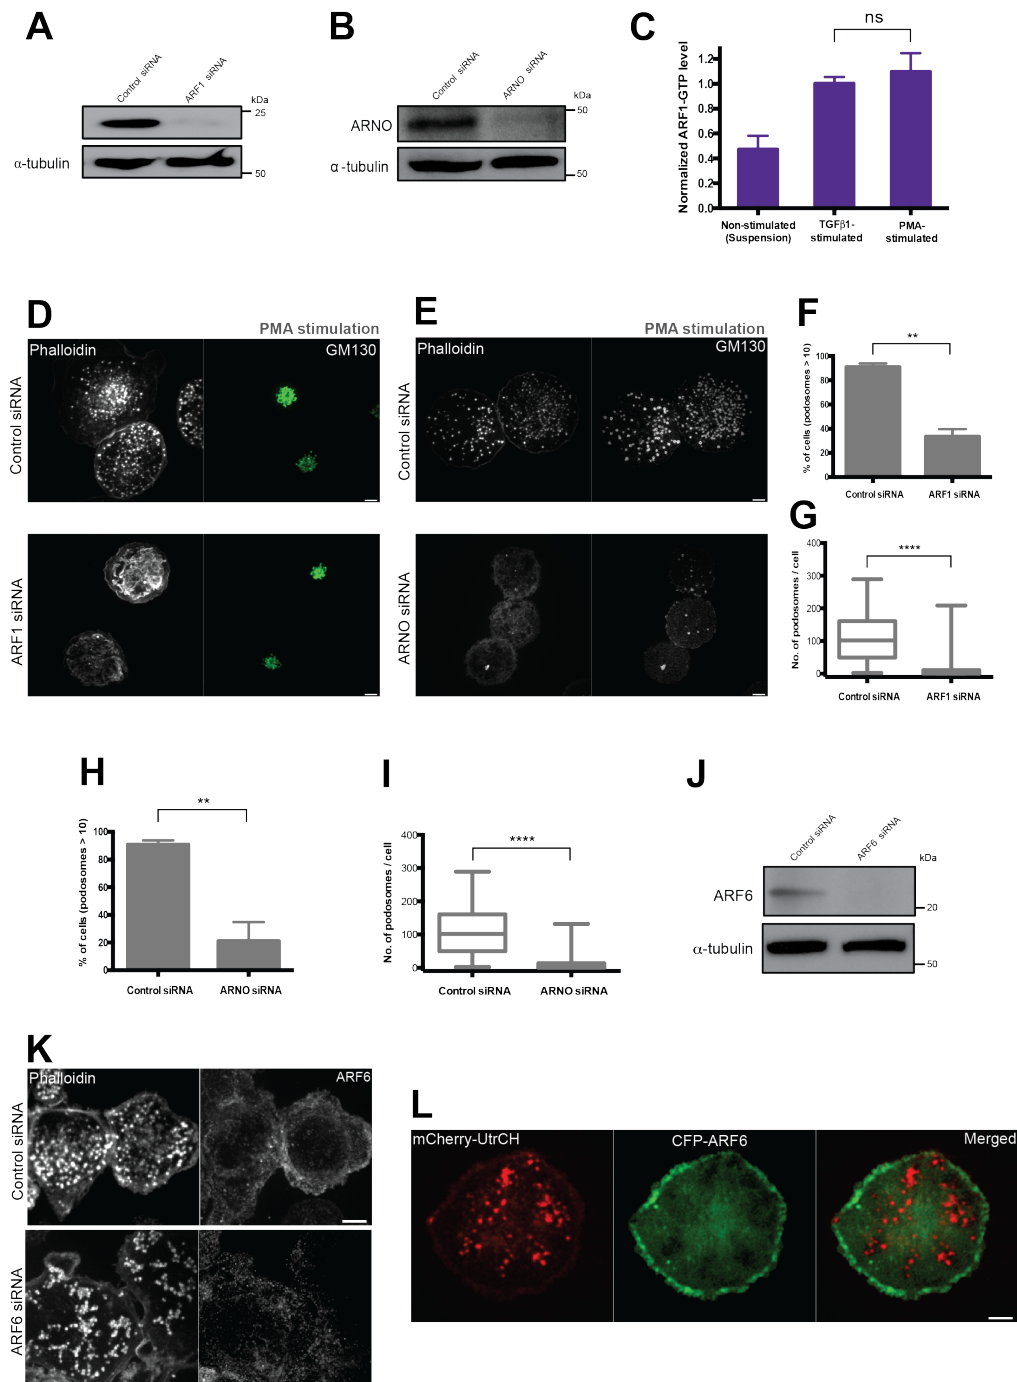 A
Control siRNA
ARF1 siRNA
kDa
25
α-tubulin
50
B
Control siRNA
ARNO siRNA
kDa
50
ARNO
α-tubulin
50
C
ns
Normalized ARF1-GTP level
1.2
1.0
0.8
0.6
0.4
0.2
0.0
Non-stimulated
(Suspension)
TGFβ1-
stimulated
PMA-
stimulated
D
PMA stimulation
Phalloidin
GM130
Control siRNA
ARF1 siRNA
E
PMA stimulation
Phalloidin
GM130
Control siRNA
ARNO siRNA
F
**
% of cells (podosomes > 10)
100
80
60
40
20
0
Control siRNA
ARF1 siRNA
G
****
No. of podosomes / cell
400
300
200
100
0
Control siRNA
ARF1 siRNA
H
**
% of cells (podosomes > 10)
100
80
60
40
20
0
Control siRNA
ARNO siRNA
I
****
No. of podosomes / cell
400
300
200
100
0
Control siRNA
ARNO siRNA
J
Control siRNA
ARF6 siRNA
kDa
ARF6
20
α-tubulin
50
K
Phalloidin
ARF6
Control siRNA
ARF6 siRNA
L
mCherry-UtrCH
CFP-ARF6
Merged